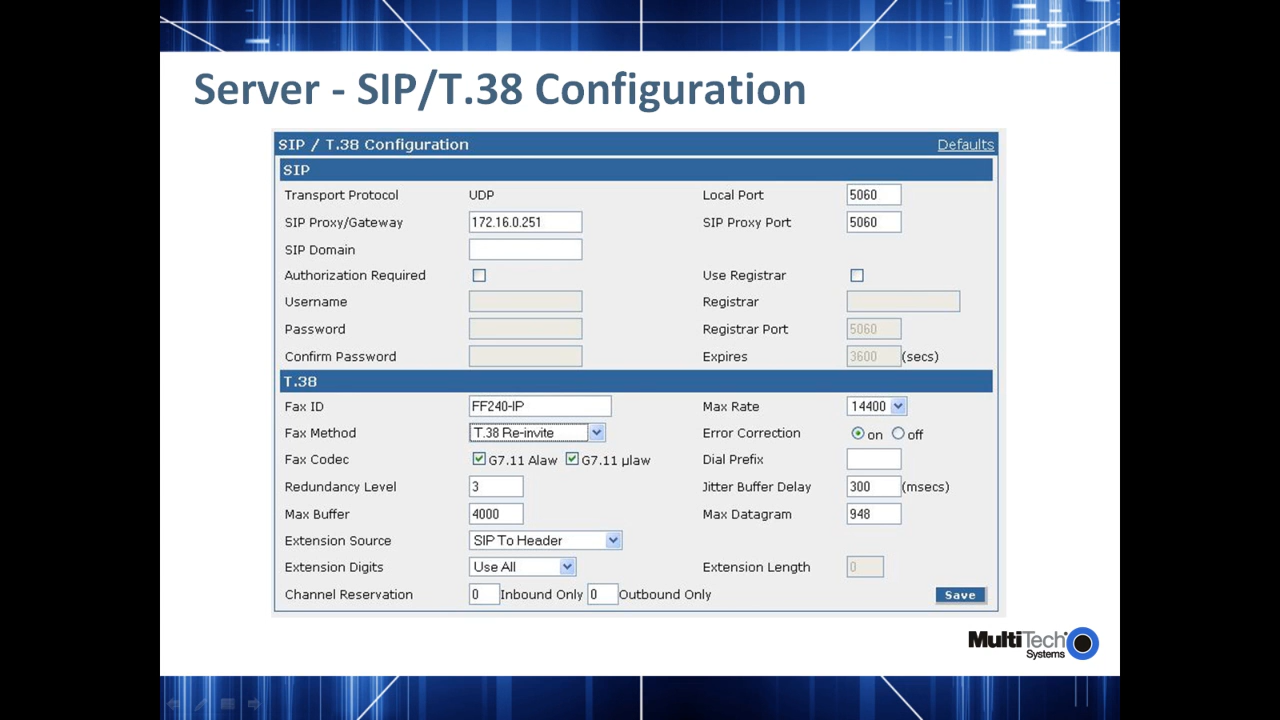 Server - SIP/T.38 Configuration
SIP / T.38 Configuration Defaults
SIP
Transport Protocol UDP Local Port 5060
SIP Proxy/Gateway 172.16.0.251 SIP Proxy Port 5060
SIP Domain
Authorization Required Use Registrar
Username Registrar
Password Registrar Port 5060
Confirm Password Expires 3600 (secs)
T.38
Fax ID FF240-IP Max Rate 14400
Fax Method T.38 Re-invite Error Correction on off
Fax Codec G7.11 Alaw G7.11 µlaw Dial Prefix
Redundancy Level 3 Jitter Buffer Delay 300 (msecs)
Max Buffer 4000 Max Datagram 948
Extension Source SIP To Header
Extension Digits Use All Extension Length 0
Channel Reservation 0 Inbound Only 0 Outbound Only Save
MultiTech
Systems